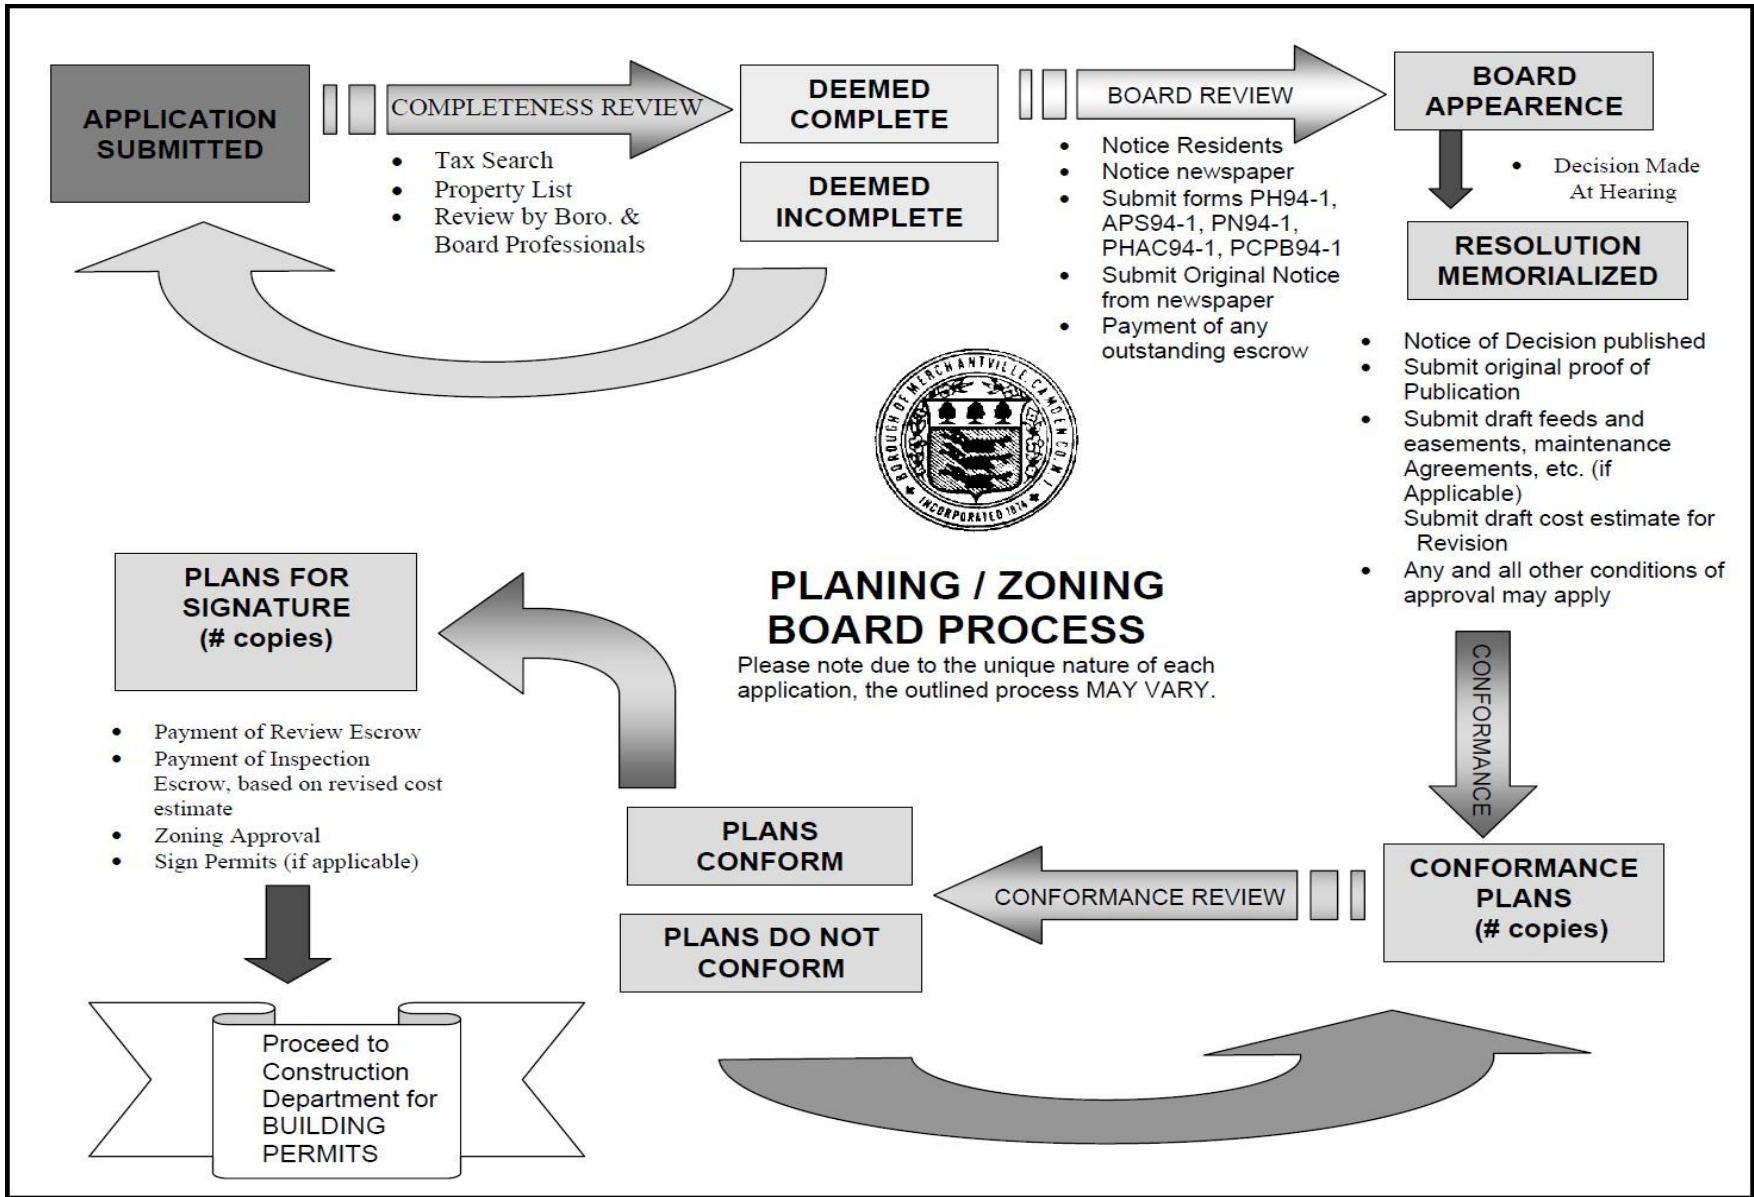 APPLICATION
SUBMITTED
COMPLETENESS REVIEW
• Tax Search
• Property List
• Review by Boro. &
Board Professionals
DEEMED
COMPLETE
DEEMED
INCOMPLETE
BOARD REVIEW
• Notice Residents
• Notice newspaper
• Submit forms PH94-1,
APS94-1, PN94-1,
PHAC94-1, PCPB94-1
• Submit Original Notice
from newspaper
• Payment of any
outstanding escrow
BOARD
APPEARENCE
• Decision Made
At Hearing
RESOLUTION
MEMORIALIZED
• Notice of Decision published
• Submit original proof of
Publication
• Submit draft feeds and
easements, maintenance
Agreements, etc. (if
Applicable)
Submit draft cost estimate for
Revision
• Any and all other conditions of
approval may apply
CONFORMANCE
CONFORMANCE
PLANS
(# copies)
CONFORMANCE REVIEW
PLANS
CONFORM
PLANS DO NOT
CONFORM
BOROUGH OF MERCHANTVILLE, CAMDEN CO. N.J.
INCORPORATED 1874
PLANING / ZONING
BOARD PROCESS
Please note due to the unique nature of each
application, the outlined process MAY VARY.
PLANS FOR
SIGNATURE
(# copies)
• Payment of Review Escrow
• Payment of Inspection
Escrow, based on revised cost
estimate
• Zoning Approval
• Sign Permits (if applicable)
Proceed to
Construction
Department for
BUILDING
PERMITS